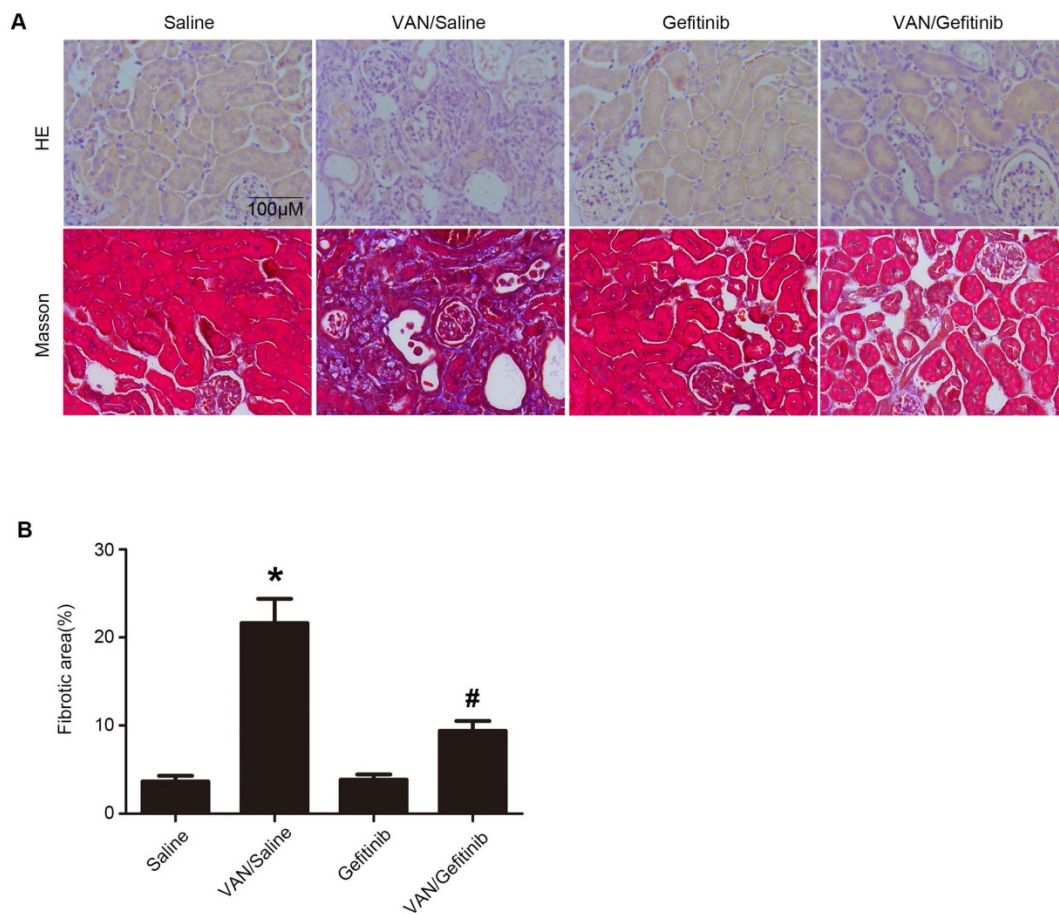 A
Saline
VAN/Saline
Gefitinib
VAN/Gefitinib
HE
100μM
Masson
B
Fibrotic area(%)
30
20
10
0
*
#
Saline
VAN/Saline
Gefitinib
VAN/Gefitinib